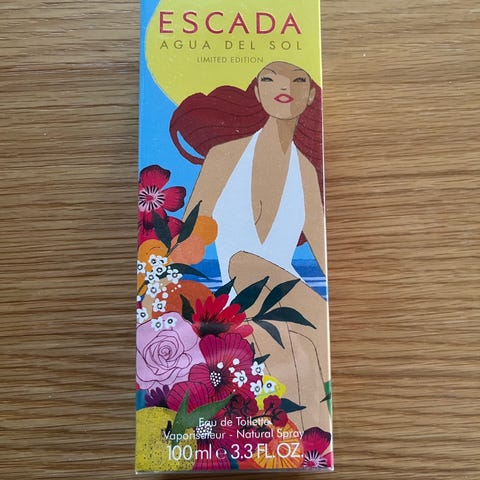 ESCADA
AGUA DEL SOL
LIMITED EDITION
Eau de Toilette
Vaporisateur - Natural Spray
100 ml e 3.3 FL.OZ.